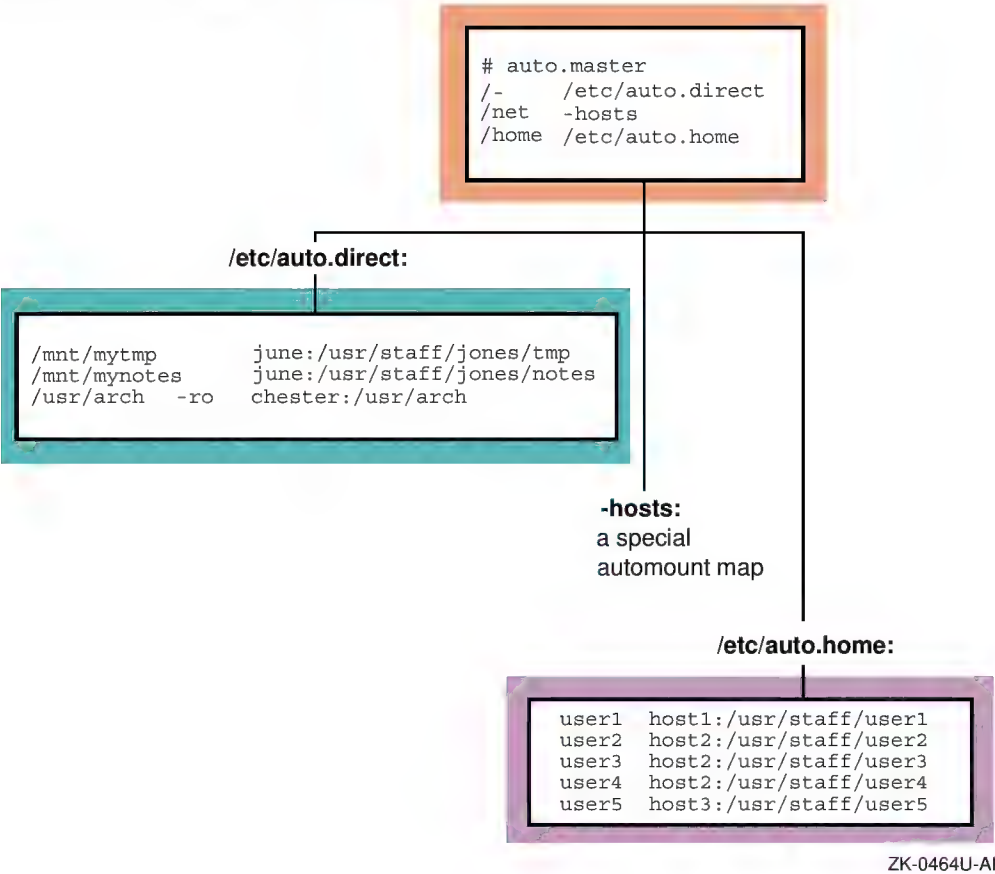 # auto.master
/- /etc/auto.direct
/net -hosts
/home /etc/auto.home
/etc/auto.direct:
/mnt/mytmp june:/usr/staff/jones/tmp
/mnt/mynotes june:/usr/staff/jones/notes
/usr/arch -ro chester:/usr/arch
-hosts:
a special
automount map
/etc/auto.home:
user1 host1:/usr/staff/user1
user2 host2:/usr/staff/user2
user3 host2:/usr/staff/user3
user4 host2:/usr/staff/user4
user5 host3:/usr/staff/user5
ZK-0464U-AI